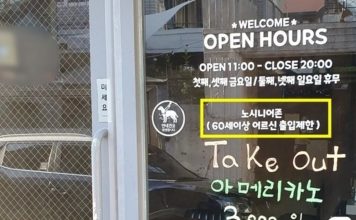 WELCOME
OPEN HOURS
OPEN 11:00 - CLOSE 20:00
첫째,셋째 금요일 / 둘째,넷째 일요일 휴무
노시니어존
( 60세이상 어르신 출입제한 )
Take Out
아메리카노
미세요